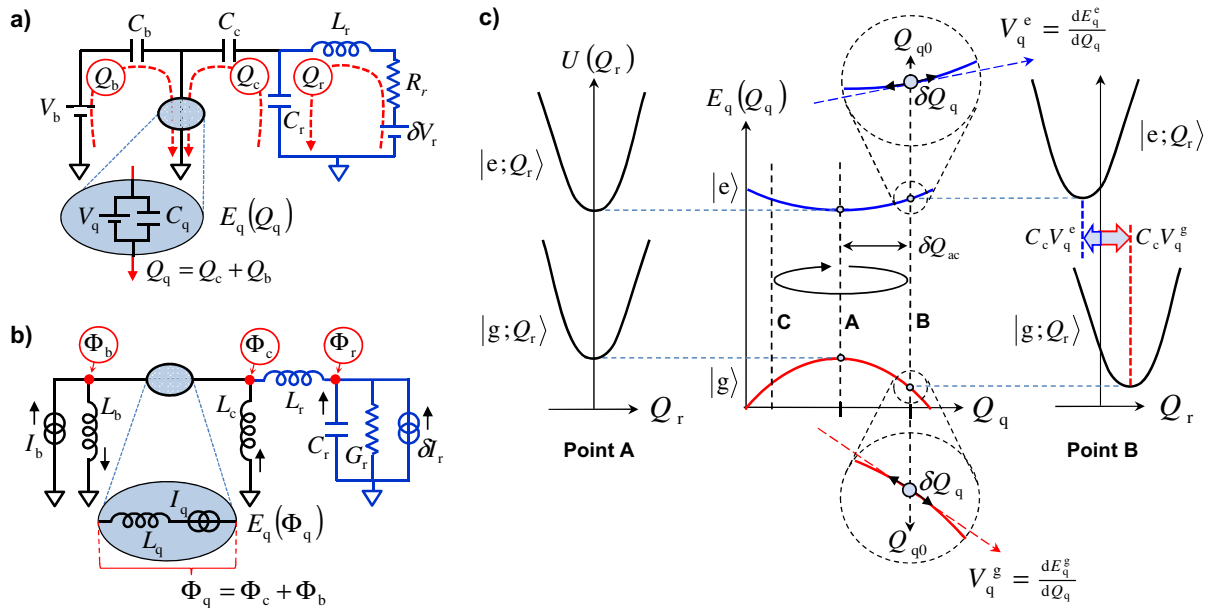 a)
C_b
C_c
L_r
Q_b
Q_c
Q_r
R_r
V_b
C_r
δV_r
V_q
C_q
E_q(Q_q)
Q_q = Q_c + Q_b
b)
Φ_b
Φ_c
Φ_r
L_r
I_b
L_b
L_c
C_r
G_r
δI_r
I_q
L_q
E_q(Φ_q)
Φ_q = Φ_c + Φ_b
c)
U(Q_r)
|e;Q_r⟩
|g;Q_r⟩
Q_r
Point A
E_q(Q_q)
|e⟩
|g⟩
Q_q0
δQ_q
V_q^e = dE_q^e/dQ_q
δQ_ac
C
A
B
Q_q
δQ_q
Q_q0
V_q^g = dE_q^g/dQ_q
|e;Q_r⟩
C_cV_q^e
C_cV_q^g
|g;Q_r⟩
Q_r
Point B